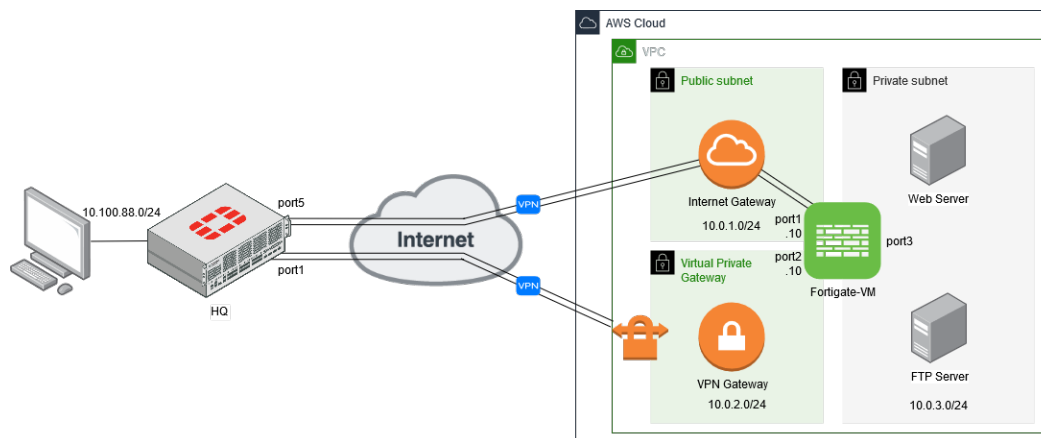 AWS Cloud
VPC
Public subnet
Private subnet
10.100.88.0/24
port5
VPN
Internet Gateway
Web Server
10.0.1.0/24
port1
.10
port3
Internet
port2
.10
Virtual Private
Gateway
port1
VPN
Fortigate-VM
HQ
VPN Gateway
FTP Server
10.0.2.0/24
10.0.3.0/24